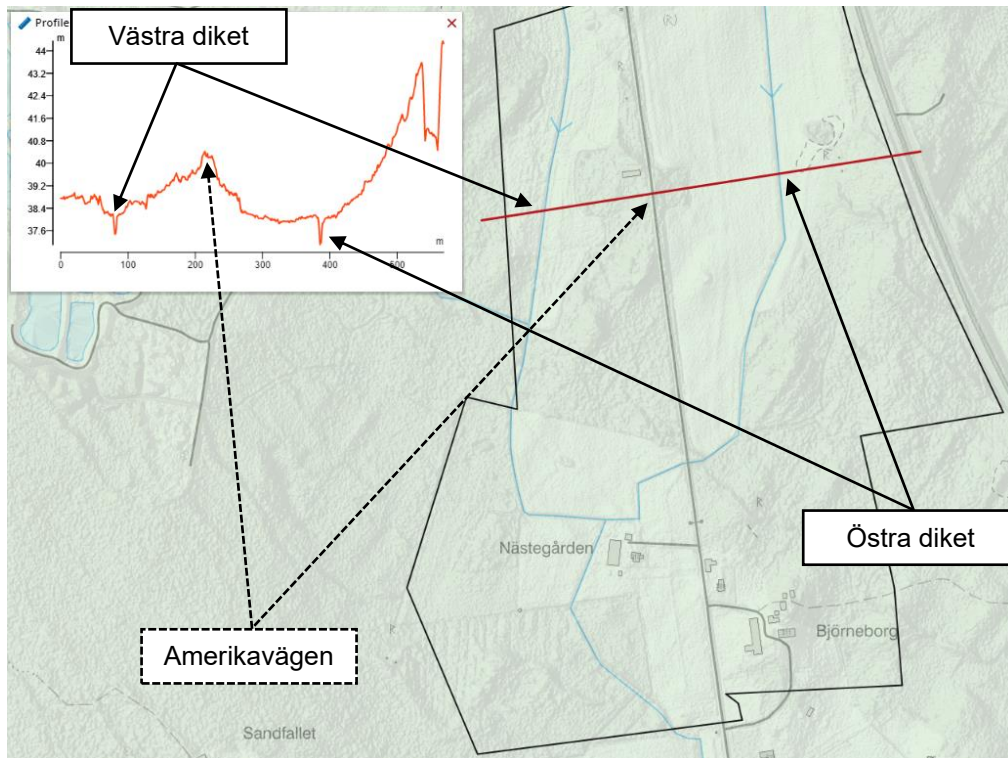 Profile
m
Västra diket
44
43.2
42.4
41.6
40.8
40
39.2
38.4
37.6
m
0
100
200
300
400
500
(R)
R
Nästegården
Östra diket
R
R
Björneborg
Amerikavägen
Sandfallet